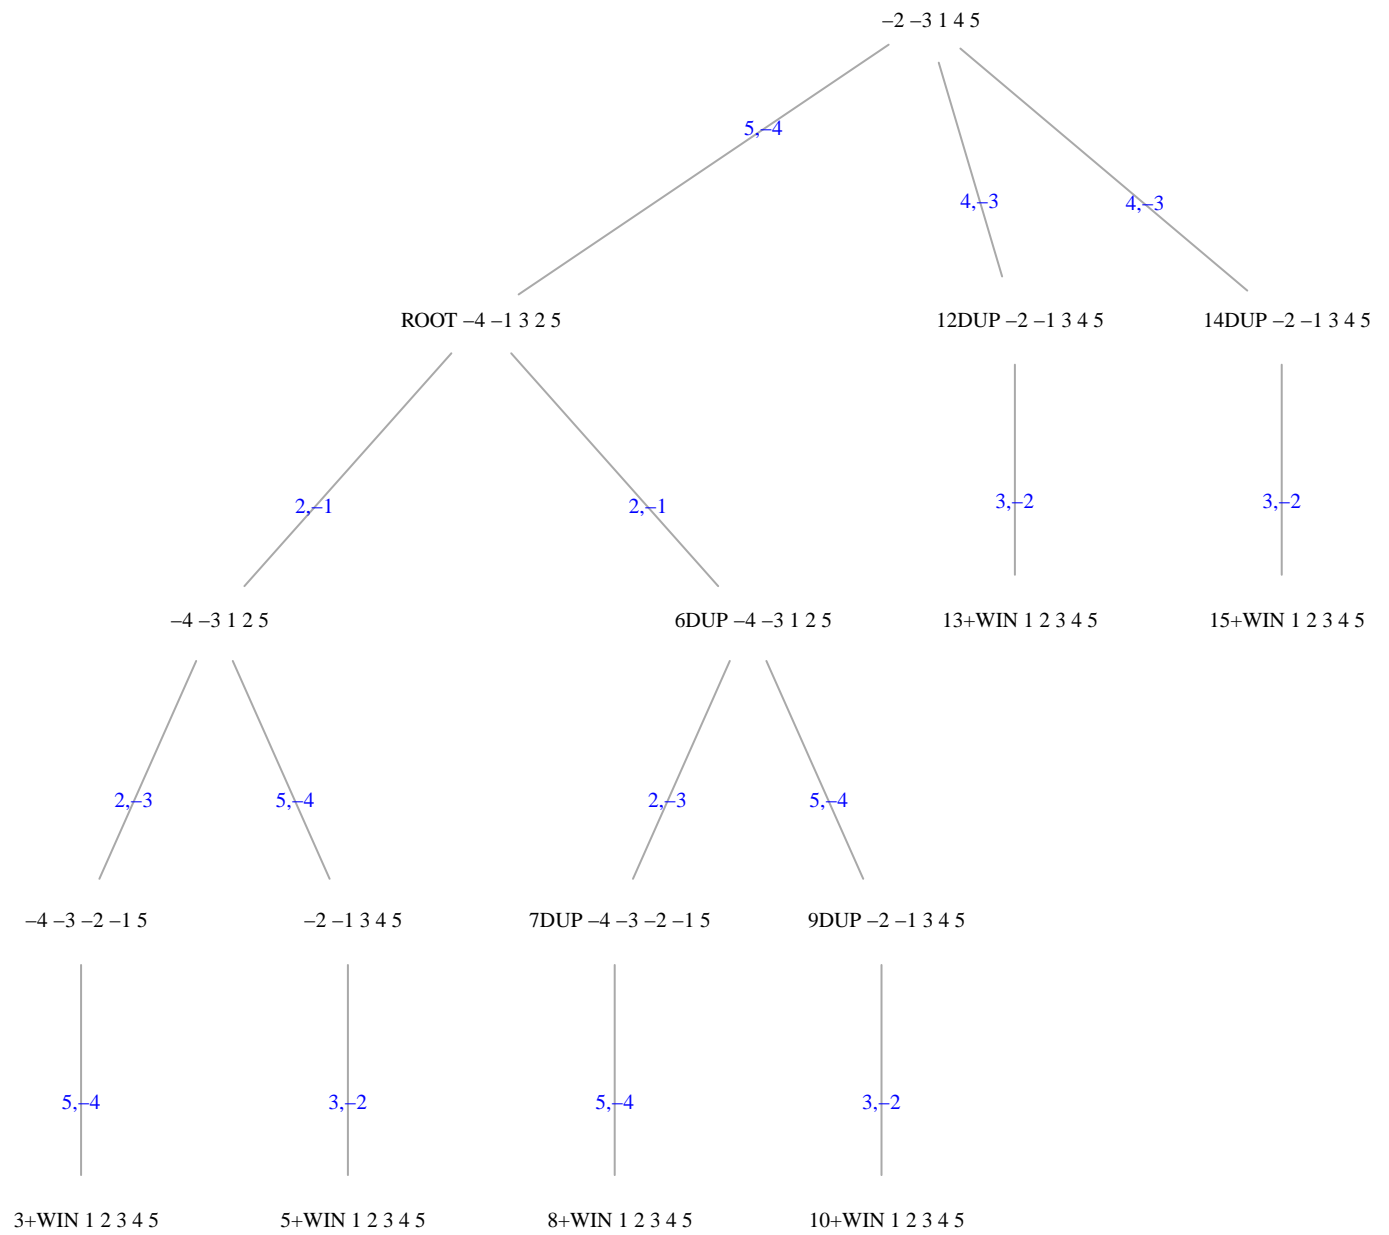 –2 –3 1 4 5
5,–4
4,–3
4,–3
ROOT –4 –1 3 2 5
12DUP –2 –1 3 4 5
14DUP –2 –1 3 4 5
2,–1
2,–1
3,–2
3,–2
–4 –3 1 2 5
6DUP –4 –3 1 2 5
13+WIN 1 2 3 4 5
15+WIN 1 2 3 4 5
2,–3
5,–4
2,–3
5,–4
–4 –3 –2 –1 5
–2 –1 3 4 5
7DUP –4 –3 –2 –1 5
9DUP –2 –1 3 4 5
5,–4
3,–2
5,–4
3,–2
3+WIN 1 2 3 4 5
5+WIN 1 2 3 4 5
8+WIN 1 2 3 4 5
10+WIN 1 2 3 4 5